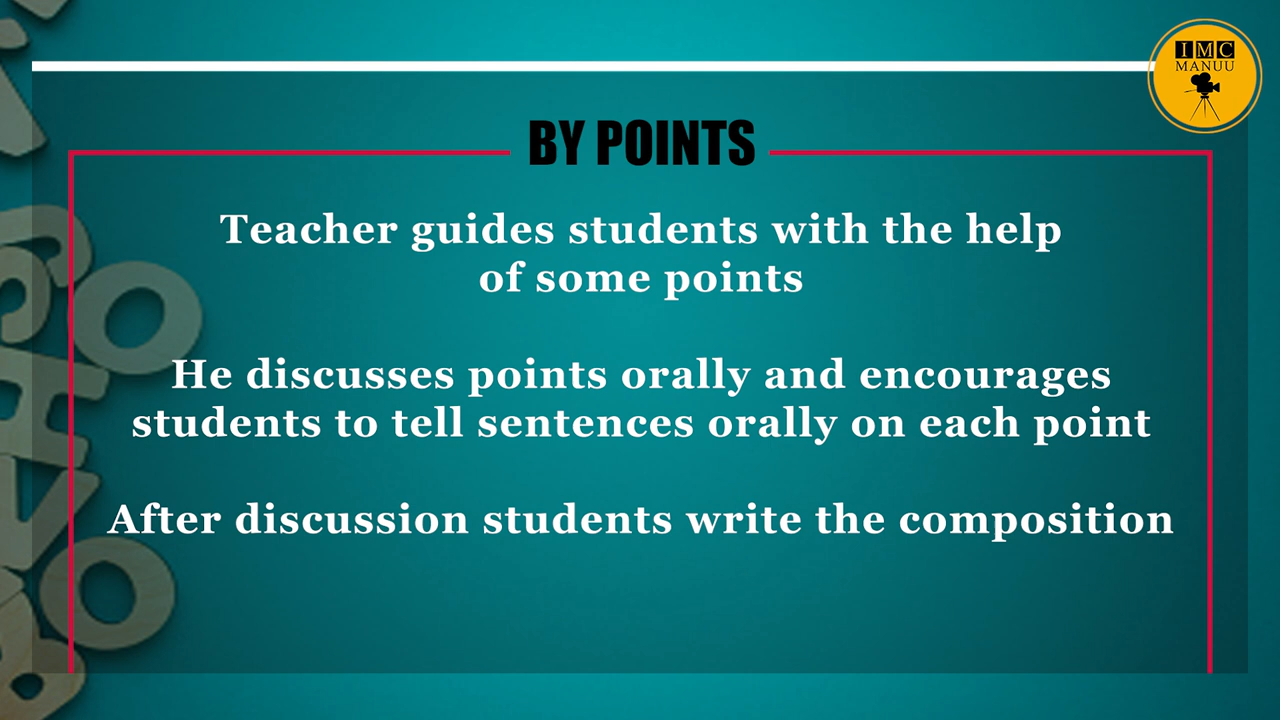 IMC
MANUU
BY POINTS
Teacher guides students with the help
of some points
He discusses points orally and encourages
students to tell sentences orally on each point
After discussion students write the composition